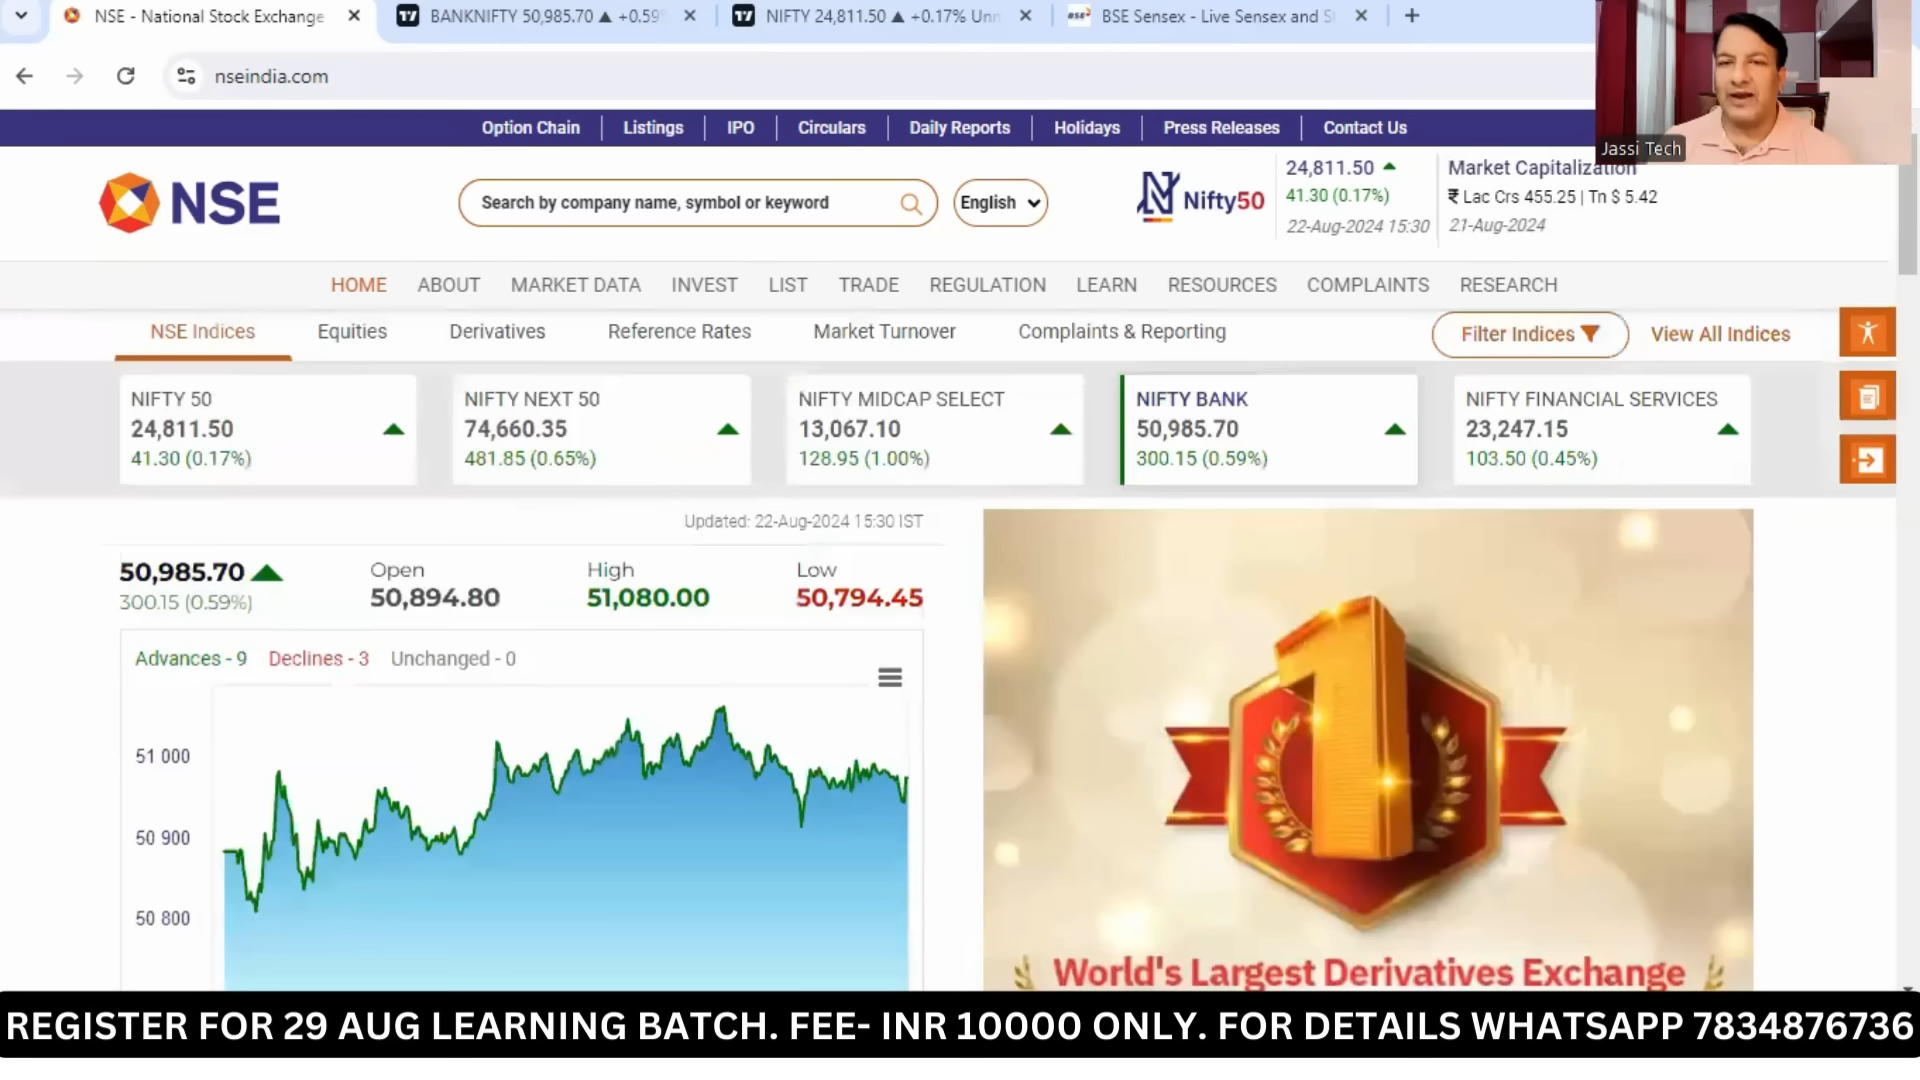 NSE - National Stock Exchange
BANKNIFTY 50,985.70 ▲ +0.59
NIFTY 24,811.50 ▲ +0.17% Unn
BSE Sensex - Live Sensex and S
nseindia.com
Jassi Tech
Option Chain
Listings
IPO
Circulars
Daily Reports
Holidays
Press Releases
Contact Us
NSE
Search by company name, symbol or keyword
English
Nifty50
24,811.50
41.30 (0.17%)
22-Aug-2024 15:30
Market Capitalization
₹ Lac Crs 455.25 | Tn $ 5.42
21-Aug-2024
HOME ABOUT MARKET DATA INVEST LIST TRADE REGULATION LEARN RESOURCES COMPLAINTS RESEARCH
NSE Indices Equities Derivatives Reference Rates Market Turnover Complaints & Reporting
Filter Indices
View All Indices
NIFTY 50
24,811.50
41.30 (0.17%)
NIFTY NEXT 50
74,660.35
481.85 (0.65%)
NIFTY MIDCAP SELECT
13,067.10
128.95 (1.00%)
NIFTY BANK
50,985.70
300.15 (0.59%)
NIFTY FINANCIAL SERVICES
23,247.15
103.50 (0.45%)
Updated: 22-Aug-2024 15:30 IST
50,985.70
300.15 (0.59%)
Open
50,894.80
High
51,080.00
Low
50,794.45
Advances - 9 Declines - 3 Unchanged - 0
51 000
50 900
50 800
1
World's Largest Derivatives Exchange
REGISTER FOR 29 AUG LEARNING BATCH. FEE- INR 10000 ONLY. FOR DETAILS WHATSAPP 7834876736